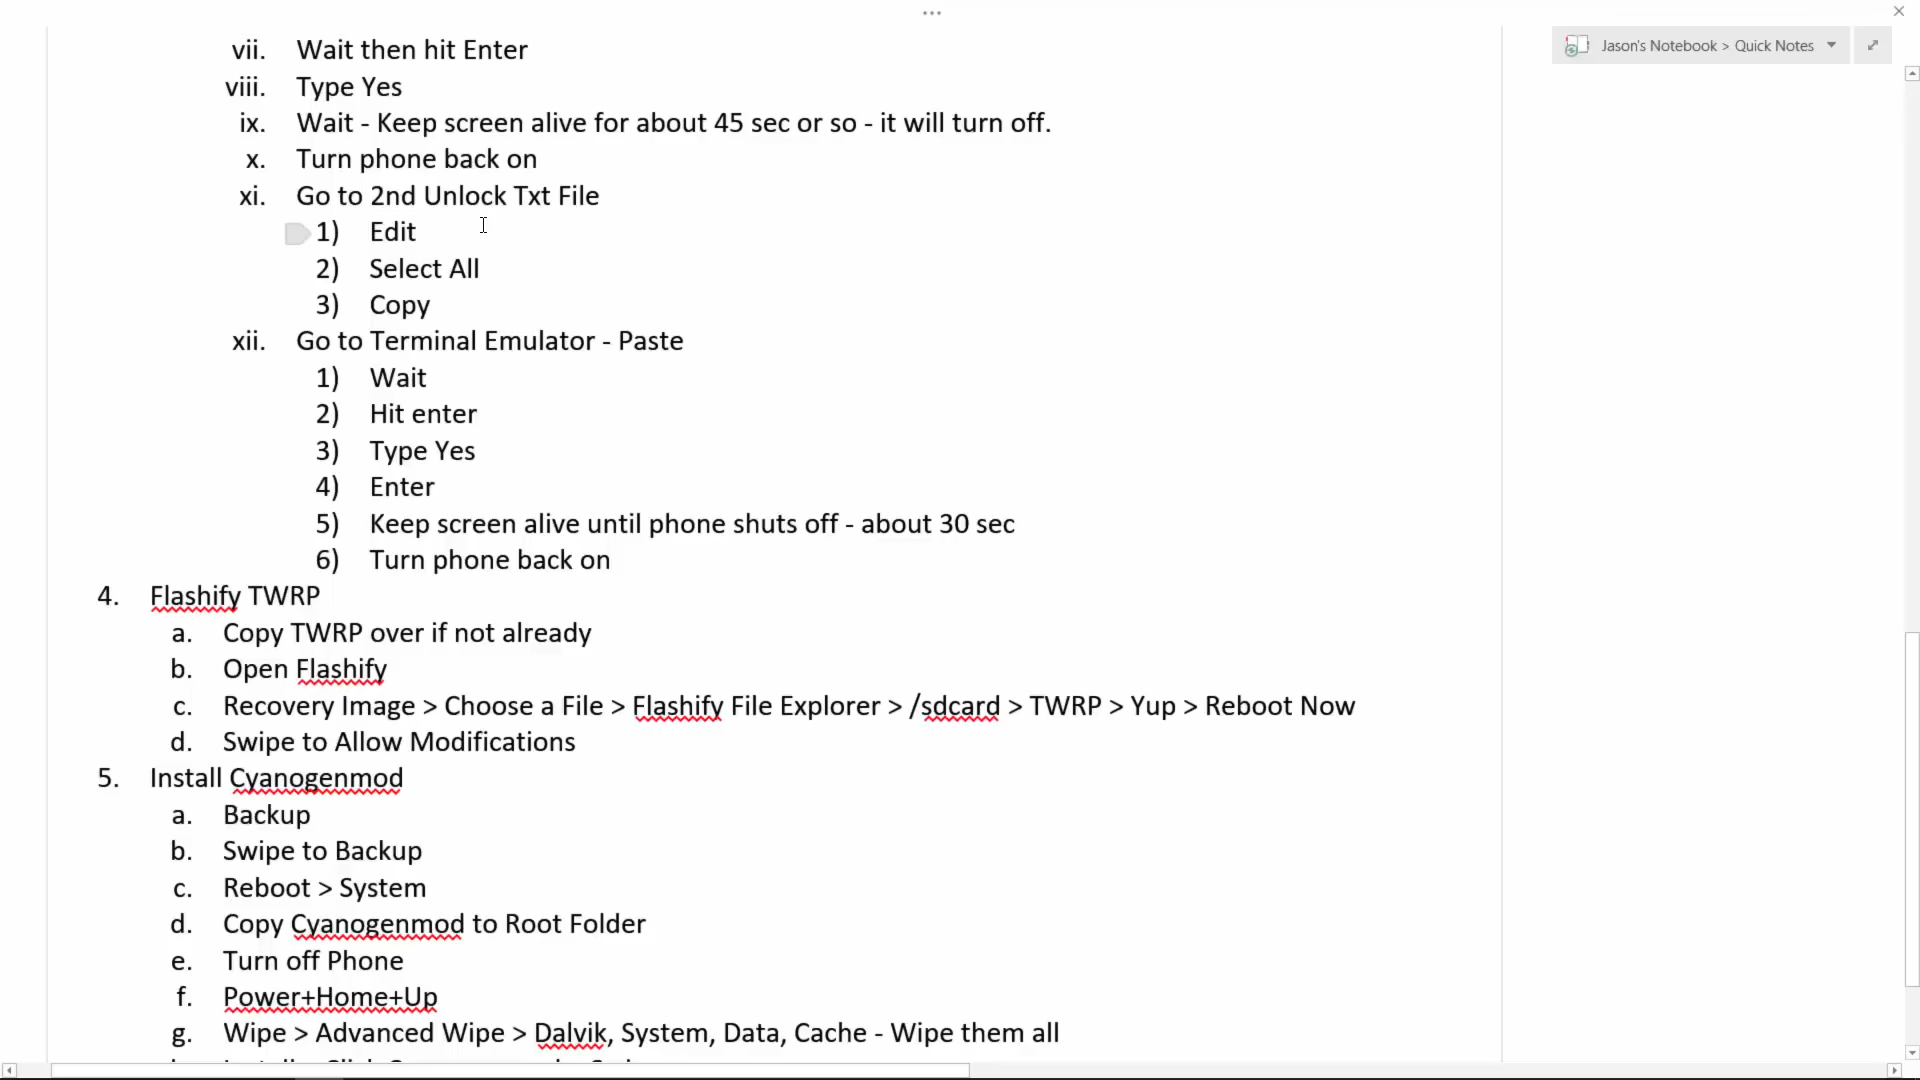 ...
Jason's Notebook > Quick Notes
vii. Wait then hit Enter
viii. Type Yes
ix. Wait - Keep screen alive for about 45 sec or so - it will turn off.
x. Turn phone back on
xi. Go to 2nd Unlock Txt File
1) Edit
2) Select All
3) Copy
xii. Go to Terminal Emulator - Paste
1) Wait
2) Hit enter
3) Type Yes
4) Enter
5) Keep screen alive until phone shuts off - about 30 sec
6) Turn phone back on
4. Flashify TWRP
a. Copy TWRP over if not already
b. Open Flashify
c. Recovery Image > Choose a File > Flashify File Explorer > /sdcard > TWRP > Yup > Reboot Now
d. Swipe to Allow Modifications
5. Install Cyanogenmod
a. Backup
b. Swipe to Backup
c. Reboot > System
d. Copy Cyanogenmod to Root Folder
e. Turn off Phone
f. Power+Home+Up
g. Wipe > Advanced Wipe > Dalvik, System, Data, Cache - Wipe them all